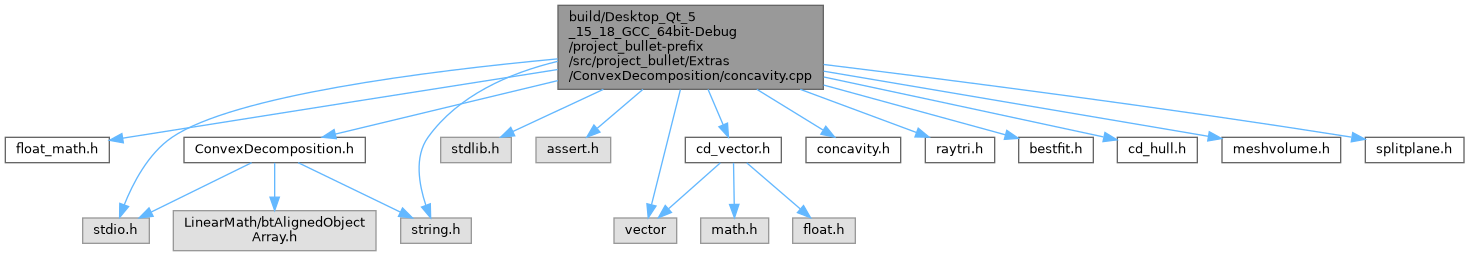 build/Desktop_Qt_5
_15_18_GCC_64bit-Debug
/project_bullet-prefix
/src/project_bullet/Extras
/ConvexDecomposition/concavity.cpp
float_math.h
ConvexDecomposition.h
stdlib.h
assert.h
cd_vector.h
concavity.h
raytri.h
bestfit.h
cd_hull.h
meshvolume.h
splitplane.h
stdio.h
LinearMath/btAlignedObject
Array.h
string.h
vector
math.h
float.h